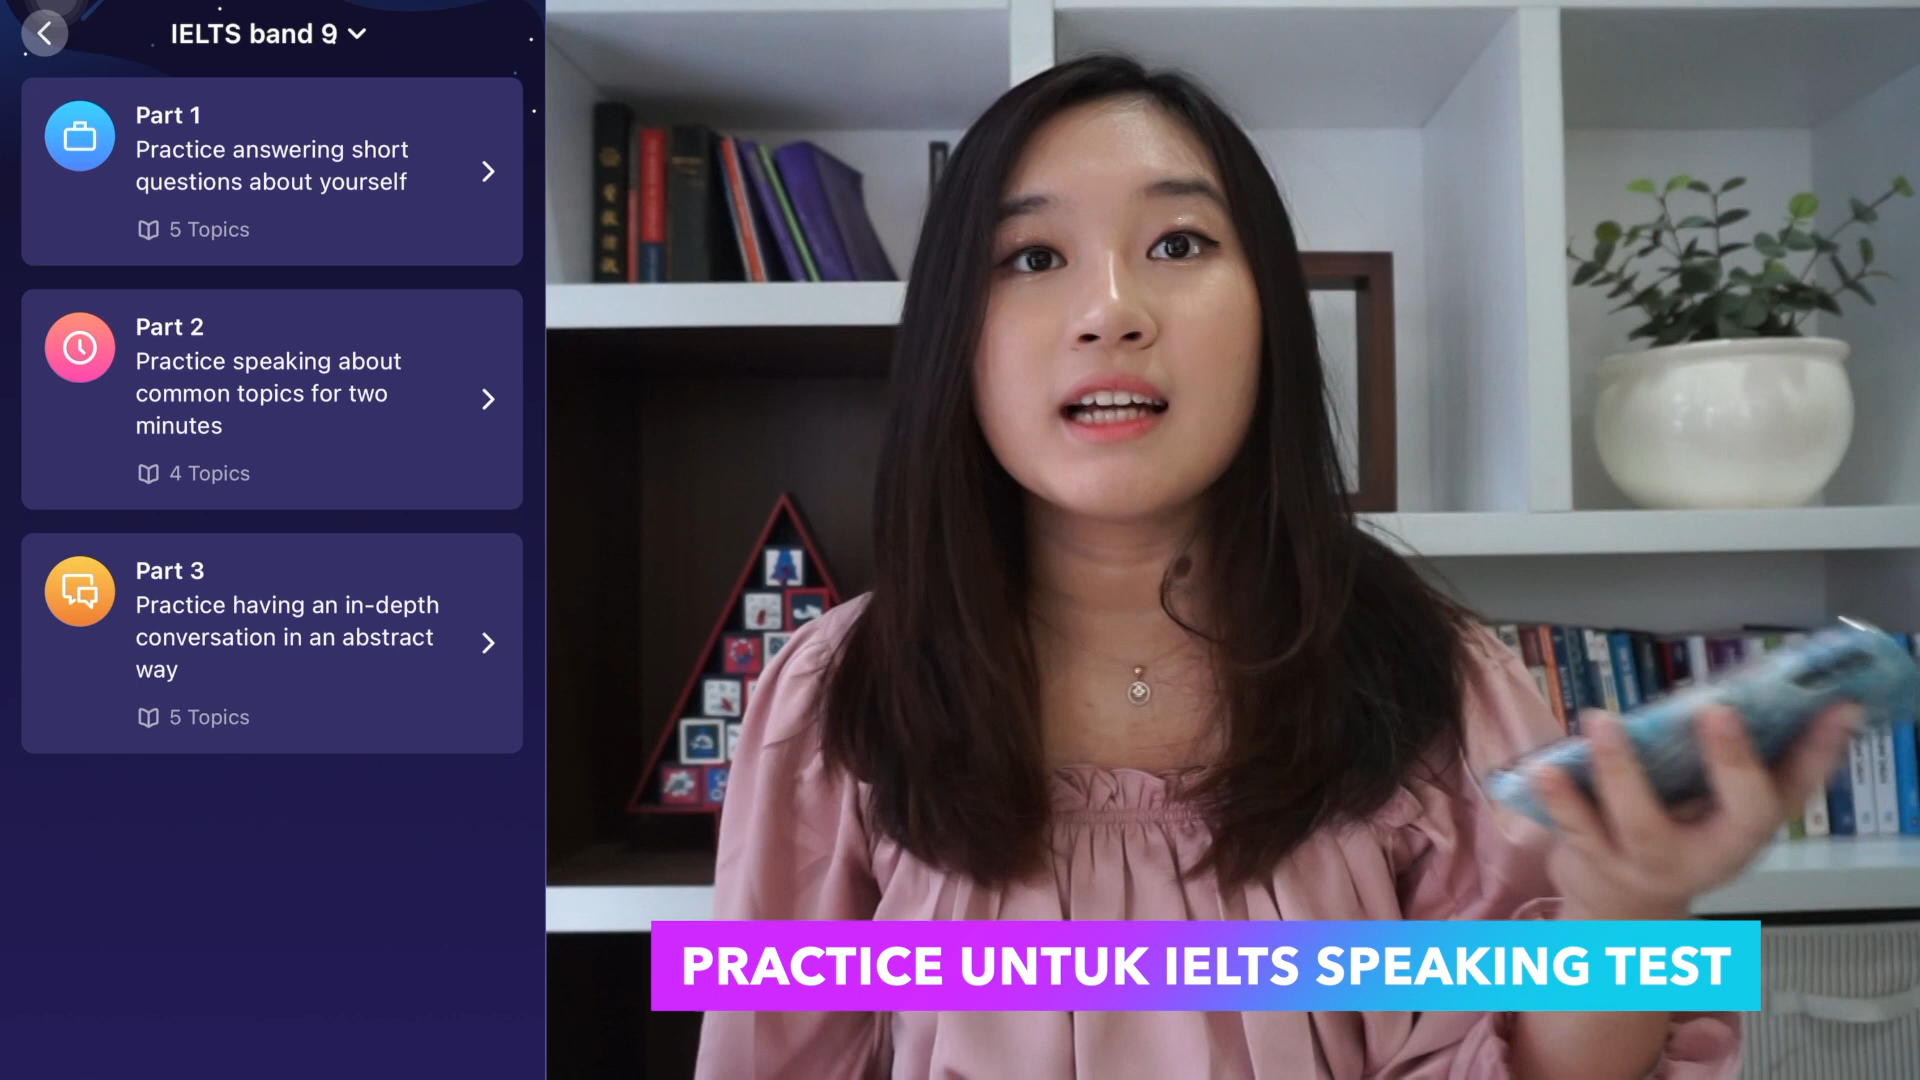 IELTS band 9
Part 1
Practice answering short
questions about yourself
5 Topics
Part 2
Practice speaking about
common topics for two
minutes
4 Topics
Part 3
Practice having an in-depth
conversation in an abstract
way
5 Topics
PRACTICE UNTUK IELTS SPEAKING TEST